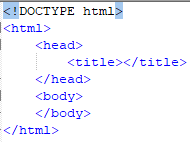 <!DOCTYPE html>
<html>
<head>
<title></title>
</head>
<body>
</body>
</html>